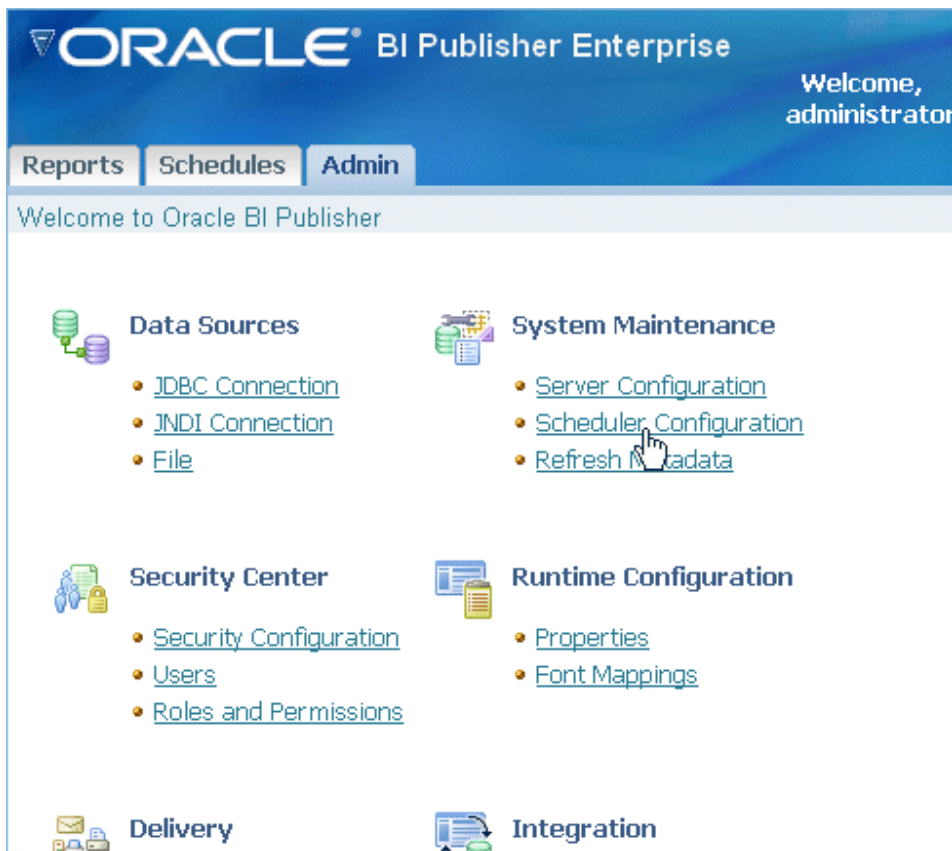 ORACLE® BI Publisher Enterprise
Welcome,
administrator
Reports Schedules Admin
Welcome to Oracle BI Publisher
Data Sources
JDBC Connection
JNDI Connection
File
System Maintenance
Server Configuration
Scheduler Configuration
Refresh Metadata
Security Center
Security Configuration
Users
Roles and Permissions
Runtime Configuration
Properties
Font Mappings
Delivery
Integration